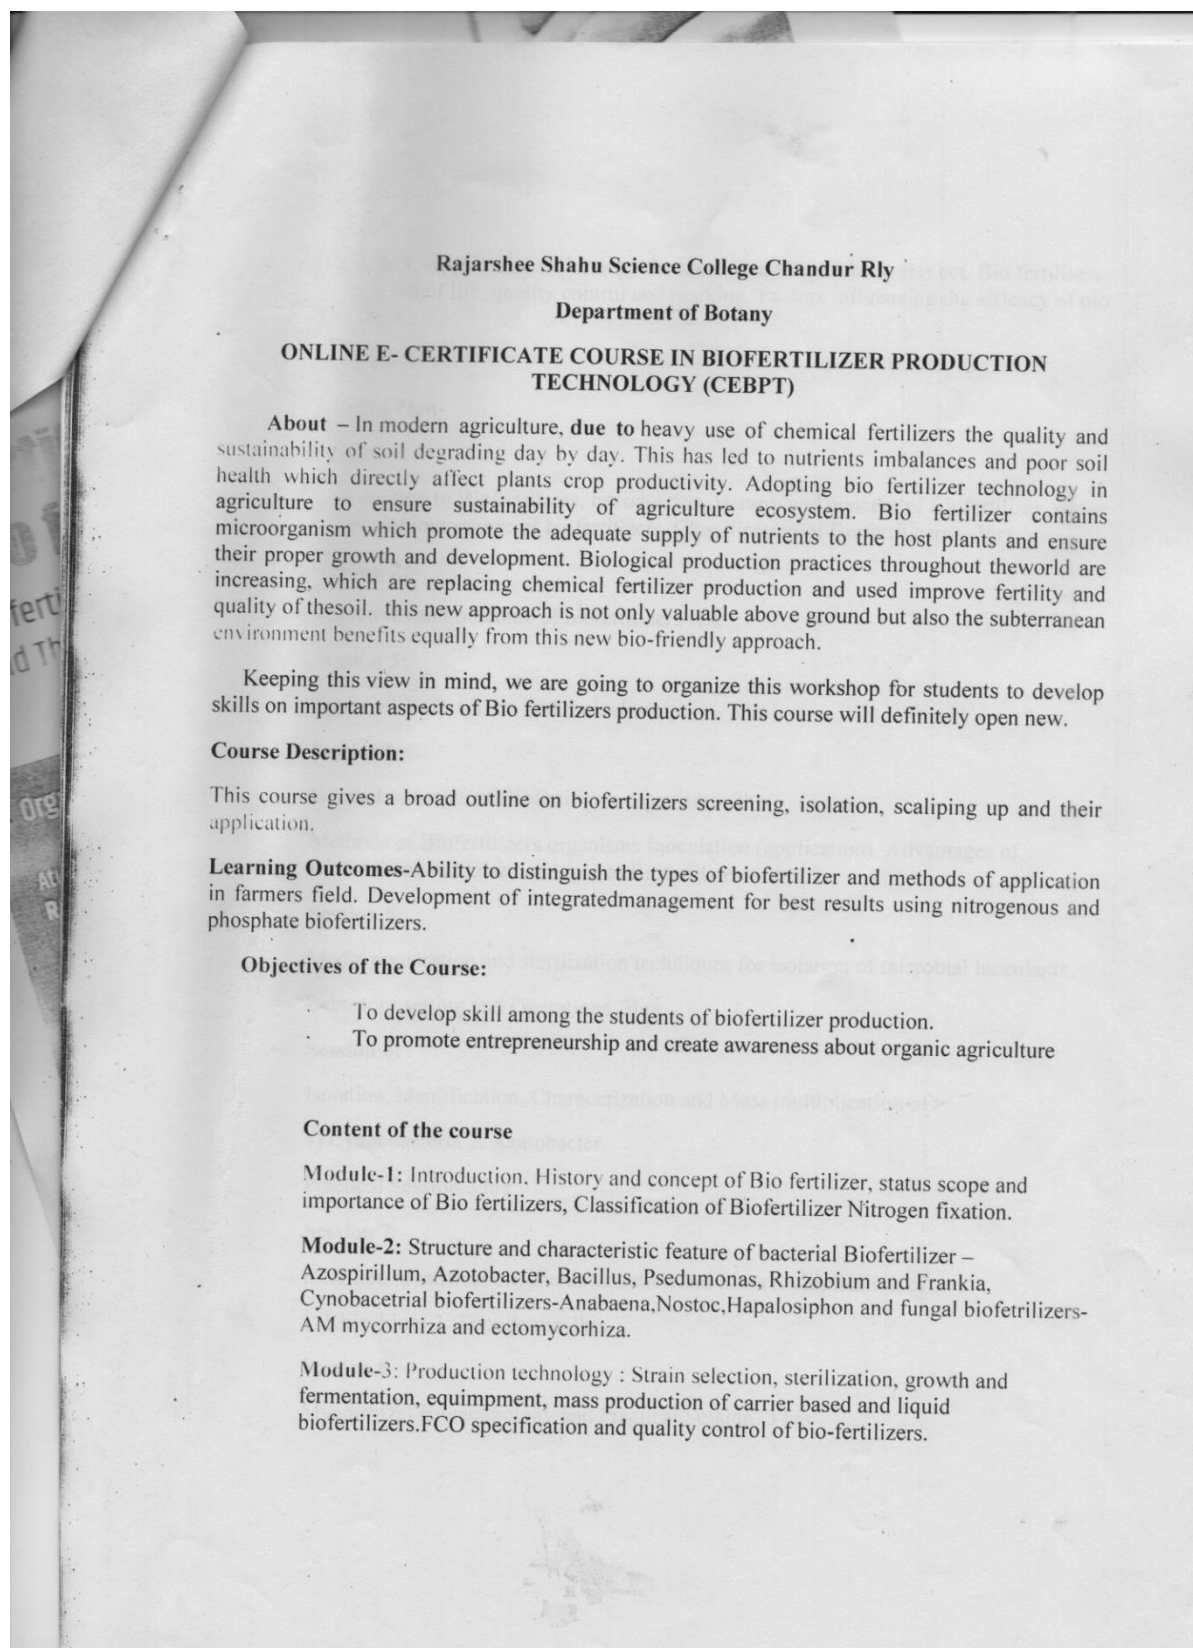 Rajarshee Shahu Science College Chandur Rly
Department of Botany
ONLINE E- CERTIFICATE COURSE IN BIOFERTILIZER PRODUCTION
TECHNOLOGY (CEBPT)
About – In modern agriculture, due to heavy use of chemical fertilizers the quality and
sustainability of soil degrading day by day. This has led to nutrients imbalances and poor soil
health which directly affect plants crop productivity. Adopting bio fertilizer technology in
agriculture to ensure sustainability of agriculture ecosystem. Bio fertilizer contains
microorganism which promote the adequate supply of nutrients to the host plants and ensure
their proper growth and development. Biological production practices throughout theworld are
increasing, which are replacing chemical fertilizer production and used improve fertility and
quality of thesoil. this new approach is not only valuable above ground but also the subterranean
environment benefits equally from this new bio-friendly approach.
Keeping this view in mind, we are going to organize this workshop for students to develop
skills on important aspects of Bio fertilizers production. This course will definitely open new.
Course Description:
This course gives a broad outline on biofertilizers screening, isolation, scaliping up and their
application.
Learning Outcomes-Ability to distinguish the types of biofertilizer and methods of application
in farmers field. Development of integratedmanagement for best results using nitrogenous and
phosphate biofertilizers.
Objectives of the Course:
· To develop skill among the students of biofertilizer production.
· To promote entrepreneurship and create awareness about organic agriculture
Content of the course
Module-1: Introduction, History and concept of Bio fertilizer, status scope and
importance of Bio fertilizers, Classification of Biofertilizer Nitrogen fixation.
Module-2: Structure and characteristic feature of bacterial Biofertilizer –
Azospirillum, Azotobacter, Bacillus, Psedumonas, Rhizobium and Frankia,
Cynobacetrial biofertilizers-Anabaena,Nostoc,Hapalosiphon and fungal biofetrilizers-
AM mycorrhiza and ectomycorhiza.
Module-3: Production technology : Strain selection, sterilization, growth and
fermentation, equimpment, mass production of carrier based and liquid
biofertilizers.FCO specification and quality control of bio-fertilizers.